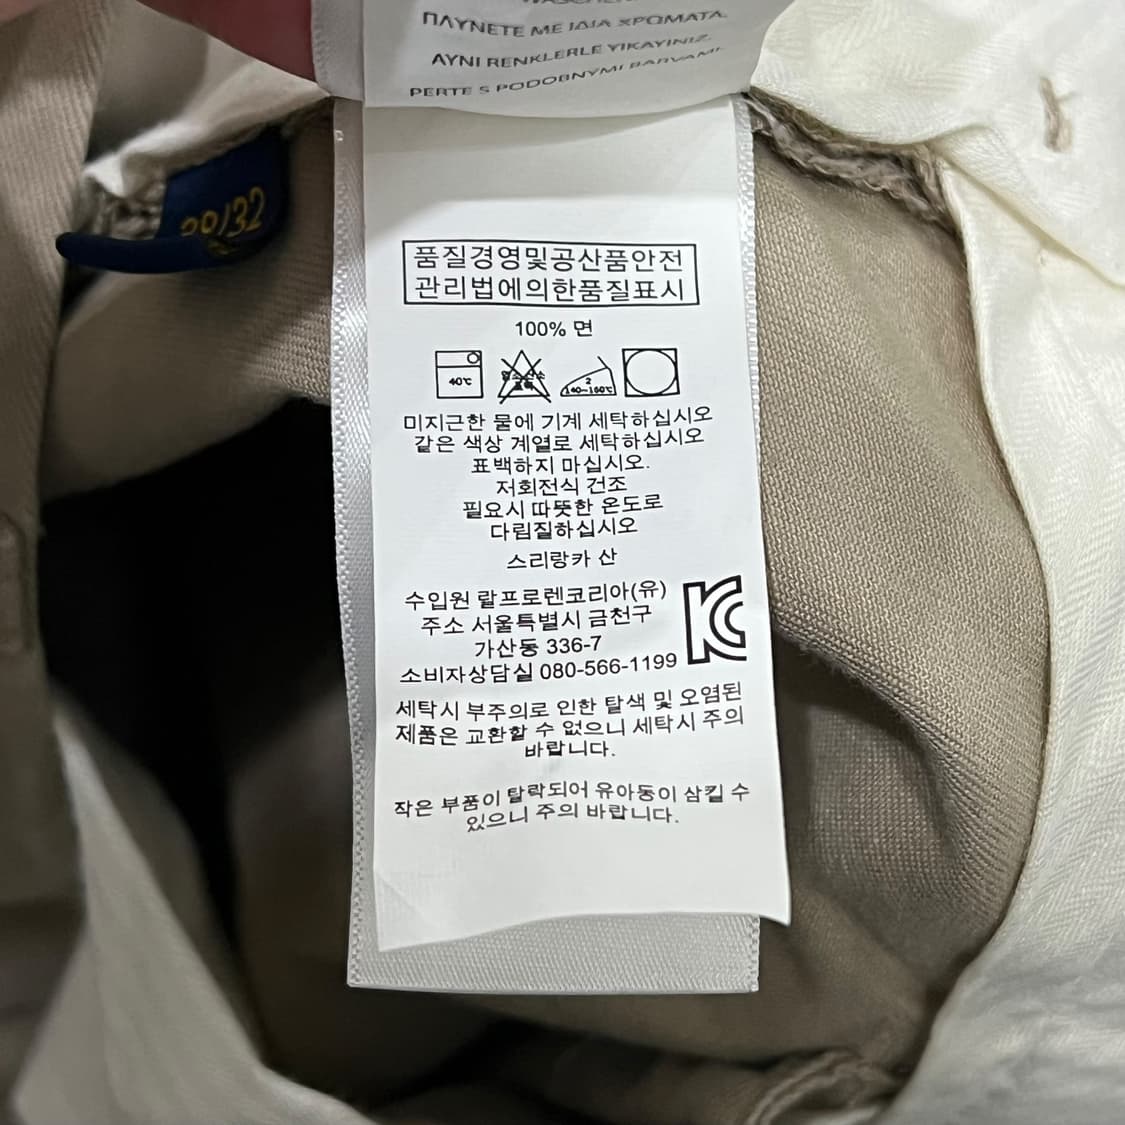 ΠΛΥΝΕΤΕ ΜΕ ΙΔΙΑ ΧΡΩΜΑΤΑ.
AYNI RENKLERLE YIKAYINIZ.
PERTE S PODOBNÝMI BARVAMI.
/32
품질경영및공산품안전
관리법에의한품질표시
100% 면
40℃
2
140~160℃
미지근한 물에 기계 세탁하십시오
같은 색상 계열로 세탁하십시오
표백하지 마십시오.
저회전식 건조
필요시 따뜻한 온도로
다림질하십시오
스리랑카 산
수입원 랄프로렌코리아(유)
주소 서울특별시 금천구
가산동 336-7
소비자상담실 080-566-1199
세탁시 부주의로 인한 탈색 및 오염된
제품은 교환할 수 없으니 세탁시 주의
바랍니다.
작은 부품이 탈락되어 유아동이 삼킬 수
있으니 주의 바랍니다.